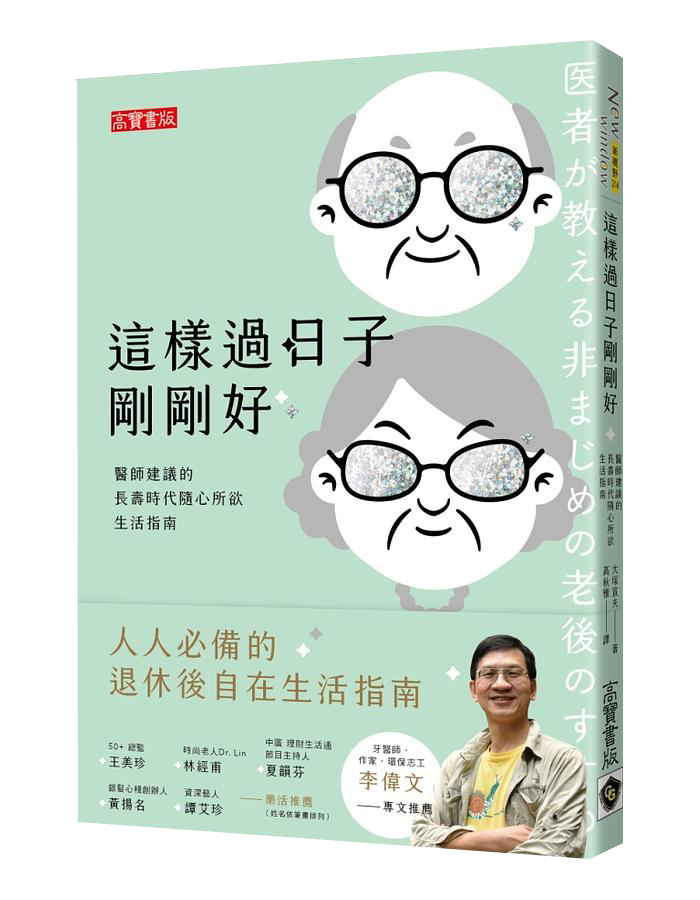 高寶書版
這樣過日子
剛剛好
醫師建議的
長壽時代隨心所欲
生活指南
医者が教える非まじめの老後のす
人人必備的
退休後自在生活指南
50+ 總監
王美珍
時尚老人Dr. Lin
林經甫
中廣 理財生活通
節目主持人
夏韻芬
銀髮心棧創辦人
黃揚名
資深藝人
譚艾珍
——樂活推薦
(姓名依筆畫排列)
牙醫師・
作家・環保志工
李偉文
——專文推薦
New Window
新視野
214
這樣過日子剛剛好
醫師建議的
長壽時代隨心所欲
生活指南
大塚宣夫——著
高秋雅——譯
高寶書版